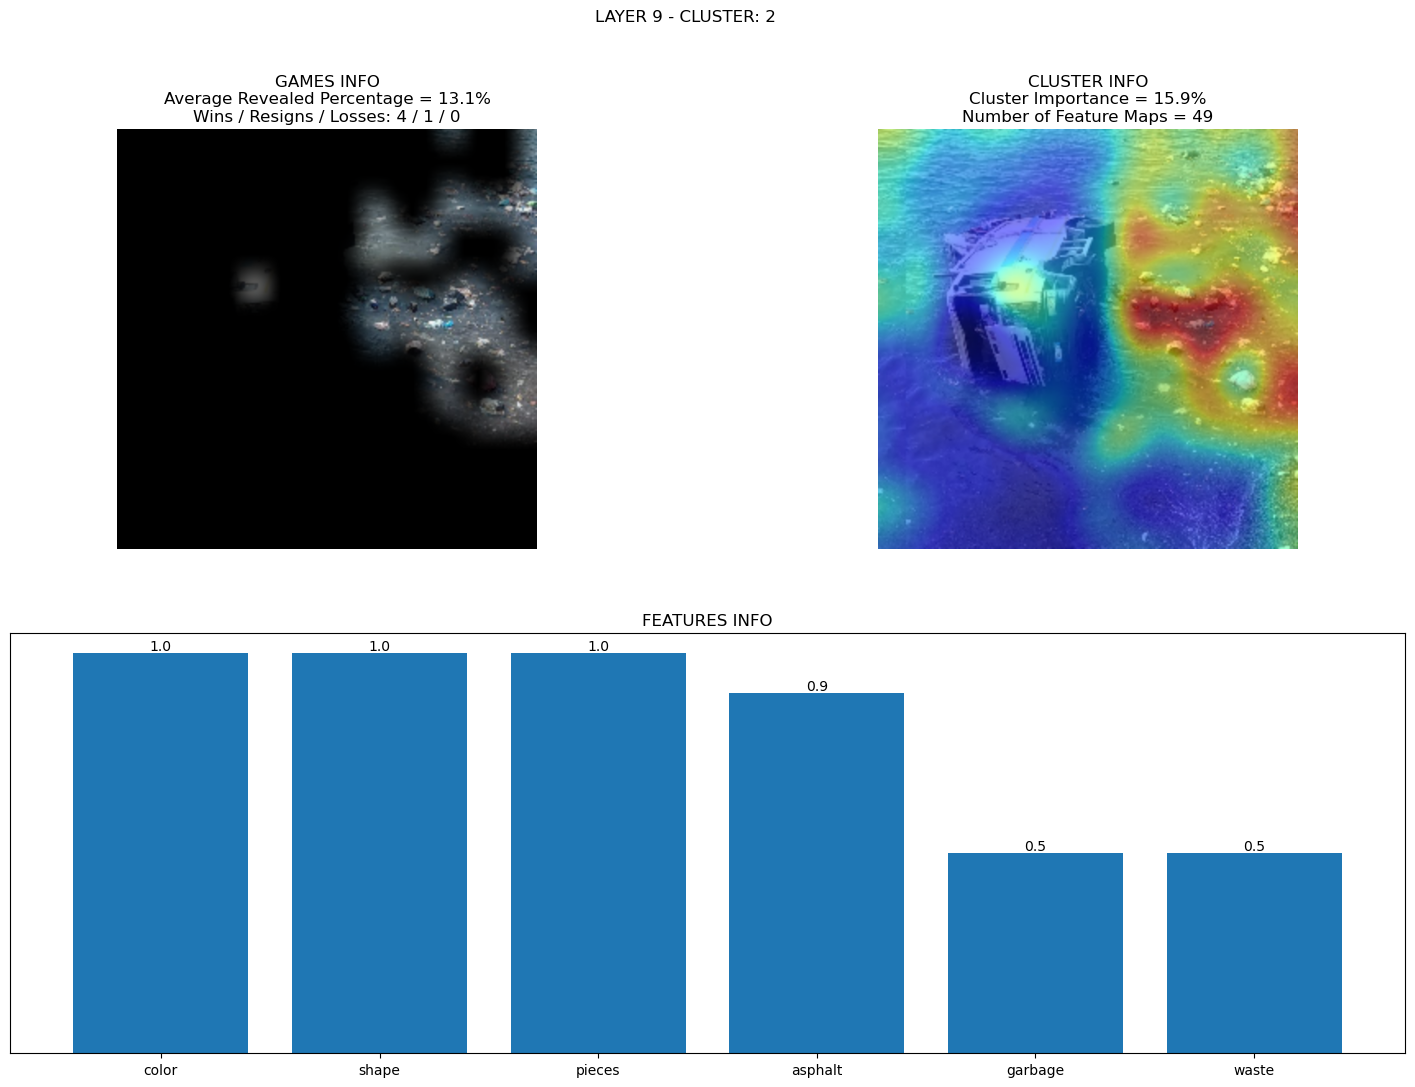 LAYER 9 - CLUSTER: 2
GAMES INFO
Average Revealed Percentage = 13.1%
Wins / Resigns / Losses: 4 / 1 / 0
CLUSTER INFO
Cluster Importance = 15.9%
Number of Feature Maps = 49
FEATURES INFO
1.0
1.0
1.0
0.9
0.5
0.5
color
shape
pieces
asphalt
garbage
waste